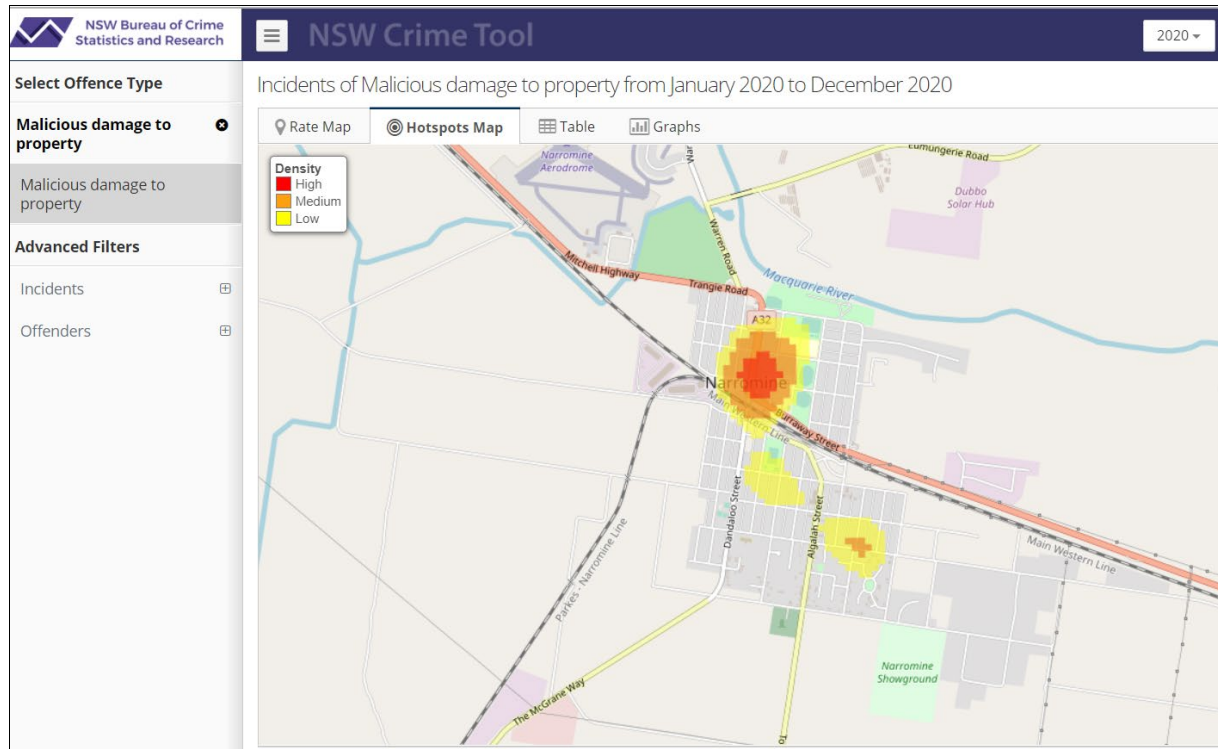 NSW Bureau of Crime
Statistics and Research
NSW Crime Tool
2020
Select Offence Type
Malicious damage to
property
Malicious damage to
property
Advanced Filters
Incidents
Offenders
Incidents of Malicious damage to property from January 2020 to December 2020
Rate Map
Hotspots Map
Table
Graphs
Density
High
Medium
Low
Narromine
Aerodrome
War
Eumungerie Road
Dubbo
Solar Hub
Warren Road
Mitchell Highway
Trangie Road
Macquarie River
A32
Narromine
Main Western Line
Burraway Street
Dandaloo Street
Algalah Street
Main Western Line
Parkes - Narromine Line
Narromine
Showground
The McGrane Way
To